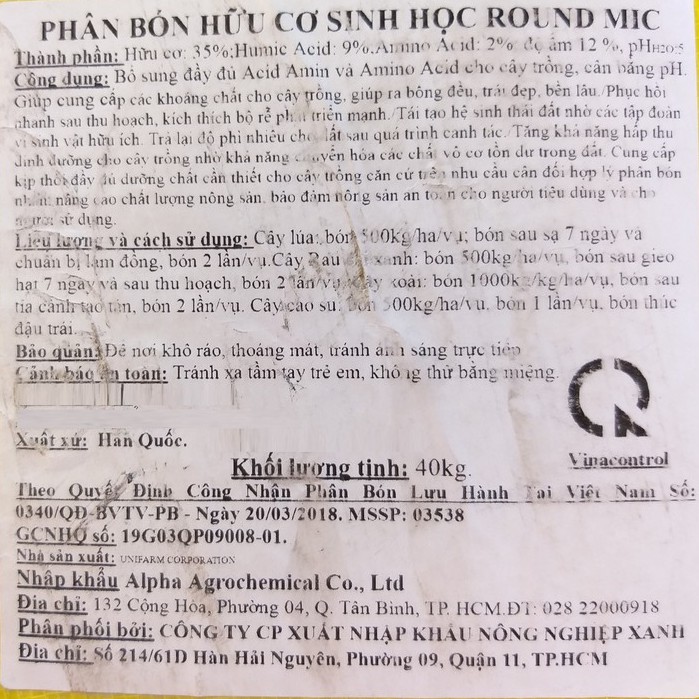 PHÂN BÓN HỮU CƠ SINH HỌC ROUND MIC
Thành phần: Hữu cơ: 35%;Humic Acid: 9%.Amino Acid: 2% độ ẩm 12 %, pHH2O:5
Công dụng: Bổ sung đầy đủ Acid Amin và Amino Acid cho cây trồng, cân bằng pH.
Giúp cung cấp các khoáng chất cho cây trồng, giúp ra bông đều, trái đẹp, bền lâu./Phục hồi
nhanh sau thu hoạch, kích thích bộ rễ phát triển mạnh./Tái tạo hệ sinh thái đất nhờ các tập đoàn
vi sinh vật hữu ích. Trả lại độ phì nhiêu cho đất sau quá trình canh tác./Tăng khả năng hấp thu
dinh dưỡng cho cây trồng nhờ khả năng chuyển hóa các chất vô cơ tồn dư trong đất. Cung cấp
kịp thời đầy đủ dưỡng chất cần thiết cho cây trồng căn cứ trên nhu cầu cân đối hợp lý phân bón
nhằm nâng cao chất lượng nông sản, bảo đảm nông sản an toàn cho người tiêu dùng và cho
người sử dụng.
Liều lượng và cách sử dụng: Cây lúa: bón 500kg/ha/vụ; bón sau sạ 7 ngày và
chuẩn bị làm đồng, bón 2 lần/vụ.Cây Rau cải xanh: bón 500kg/ha/vụ, bón sau gieo
hạt 7 ngày và sau thu hoạch, bón 2 lần/vụ.Cây xoài: bón 1000kg/kg/ha/vụ, bón sau
tỉa cành tạo tán, bón 2 lần/vụ. Cây cao su: bón 500kg/ha/vụ, bón 1 lần/vụ, bón thúc
đậu trái.
Bảo quản: Để nơi khô ráo, thoáng mát, tránh ánh sáng trực tiếp
Cảnh báo an toàn: Tránh xa tầm tay trẻ em, không thử bằng miệng.
Xuất xứ: Hàn Quốc.
Khối lượng tịnh: 40kg.
Vinacontrol
Theo Quyết Định Công Nhận Phân Bón Lưu Hành Tại Việt Nam Số:
0340/QĐ-BVTV-PB - Ngày 20/03/2018. MSSP: 03538
GCNHQ số: 19G03QP09008-01.
Nhà sản xuất: UNIFARM CORPORATION
Nhập khẩu Alpha Agrochemical Co., Ltd
Địa chỉ: 132 Cộng Hòa, Phường 04, Q. Tân Bình, TP. HCM.ĐT: 028 22000918
Phân phối bởi: CÔNG TY CP XUẤT NHẬP KHẨU NÔNG NGHIỆP XANH
Địa chỉ: Số 214/61D Hàn Hải Nguyên, Phường 09, Quận 11, TP.HCM